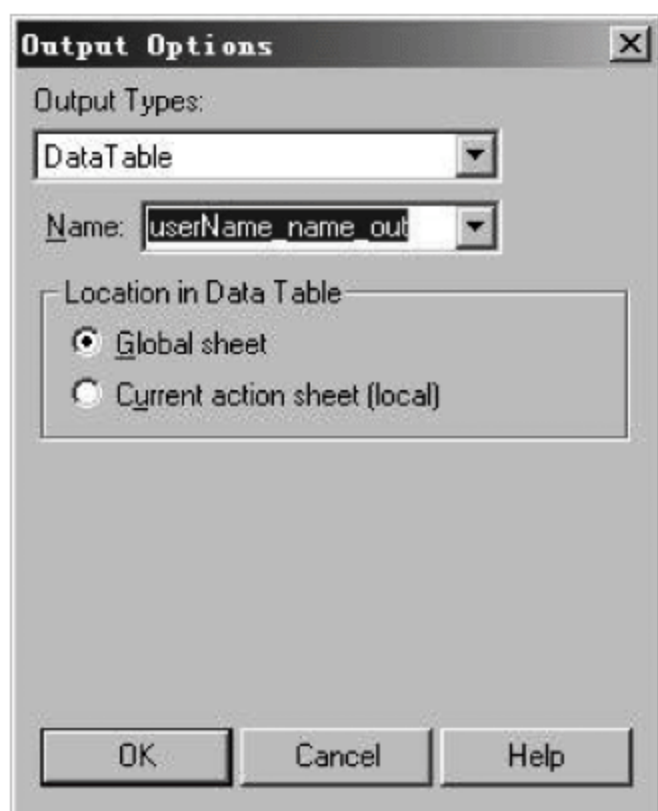 Output Options
Output Types:
DataTable
Name: userName_name_out
Location in Data Table
Global sheet
Current action sheet (local)
OK Cancel Help